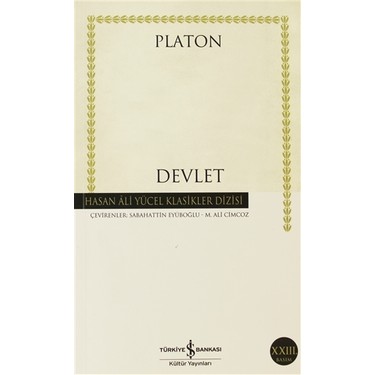 PLATON
DEVLET
HASAN ÂLİ YÜCEL KLASİKLER DİZİSİ
ÇEVİRENLER: SABAHATTİN EYÜBOĞLU - M. ALİ CİMCOZ
XXIII.
BASIM
TÜRKİYE İŞ BANKASI
Kültür Yayınları